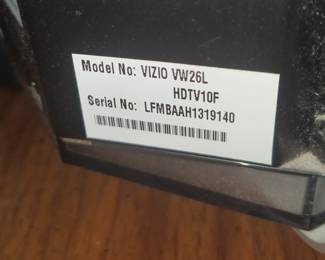 Model No: VIZIO VW26L
HDTV10F
Serial No: LFMBAAH1319140